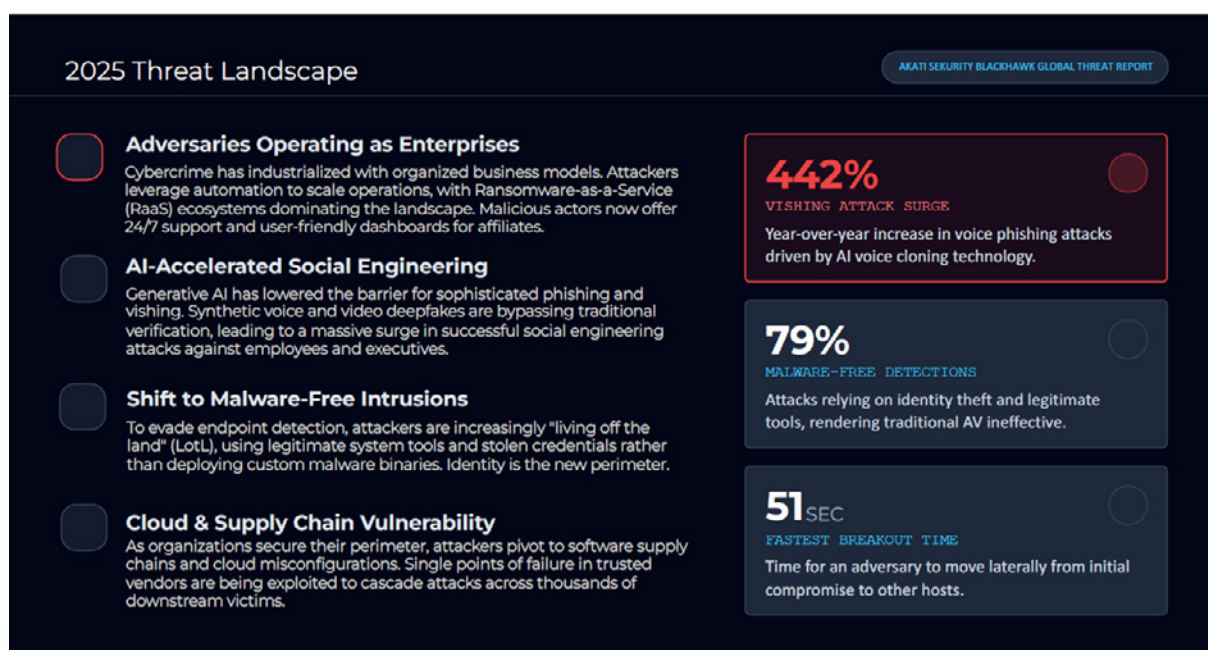 2025 Threat Landscape
AKATI SEKURITY BLACKHAWK GLOBAL THREAT REPORT
Adversaries Operating as Enterprises
Cybercrime has industrialized with organized business models. Attackers
leverage automation to scale operations, with Ransomware-as-a-Service
(RaaS) ecosystems dominating the landscape. Malicious actors now offer
24/7 support and user-friendly dashboards for affiliates.
AI-Accelerated Social Engineering
Generative AI has lowered the barrier for sophisticated phishing and
vishing. Synthetic voice and video deepfakes are bypassing traditional
verification, leading to a massive surge in successful social engineering
attacks against employees and executives.
Shift to Malware-Free Intrusions
To evade endpoint detection, attackers are increasingly "living off the
land" (LotL), using legitimate system tools and stolen credentials rather
than deploying custom malware binaries. Identity is the new perimeter.
Cloud & Supply Chain Vulnerability
As organizations secure their perimeter, attackers pivot to software supply
chains and cloud misconfigurations. Single points of failure in trusted
vendors are being exploited to cascade attacks across thousands of
downstream victims.
442%
VISHING ATTACK SURGE
Year-over-year increase in voice phishing attacks
driven by AI voice cloning technology.
79%
MALWARE-FREE DETECTIONS
Attacks relying on identity theft and legitimate
tools, rendering traditional AV ineffective.
51 SEC
FASTEST BREAKOUT TIME
Time for an adversary to move laterally from initial
compromise to other hosts.